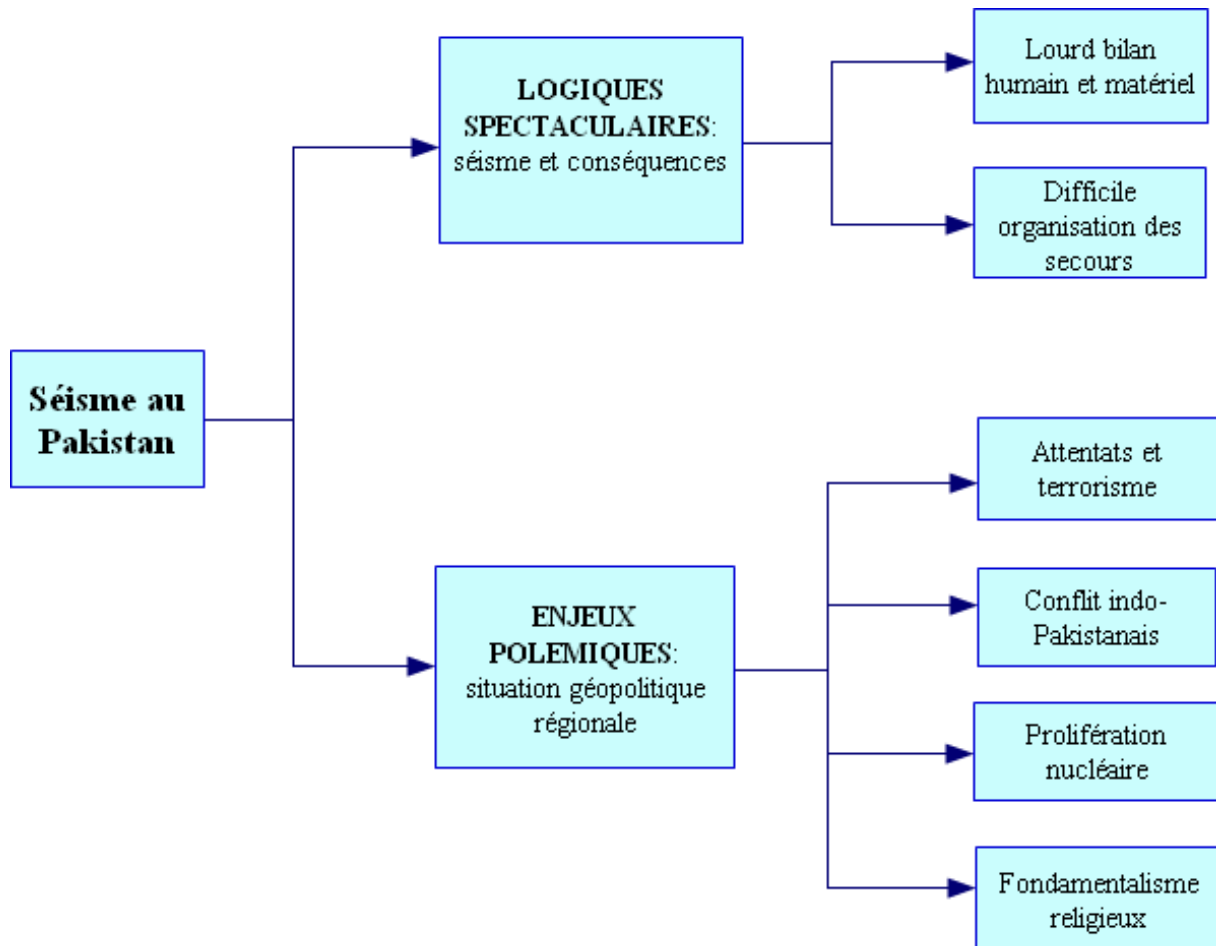 Séisme au
Pakistan
LOGIQUES
SPECTACULAIRES:
séisme et conséquences
Lourd bilan
humain et matériel
Difficile
organisation des
secours
ENJEUX
POLEMIQUES:
situation géopolitique
régionale
Attentats et
terrorisme
Conflit indo-
Pakistanais
Prolifération
nucléaire
Fondamentalisme
religieux